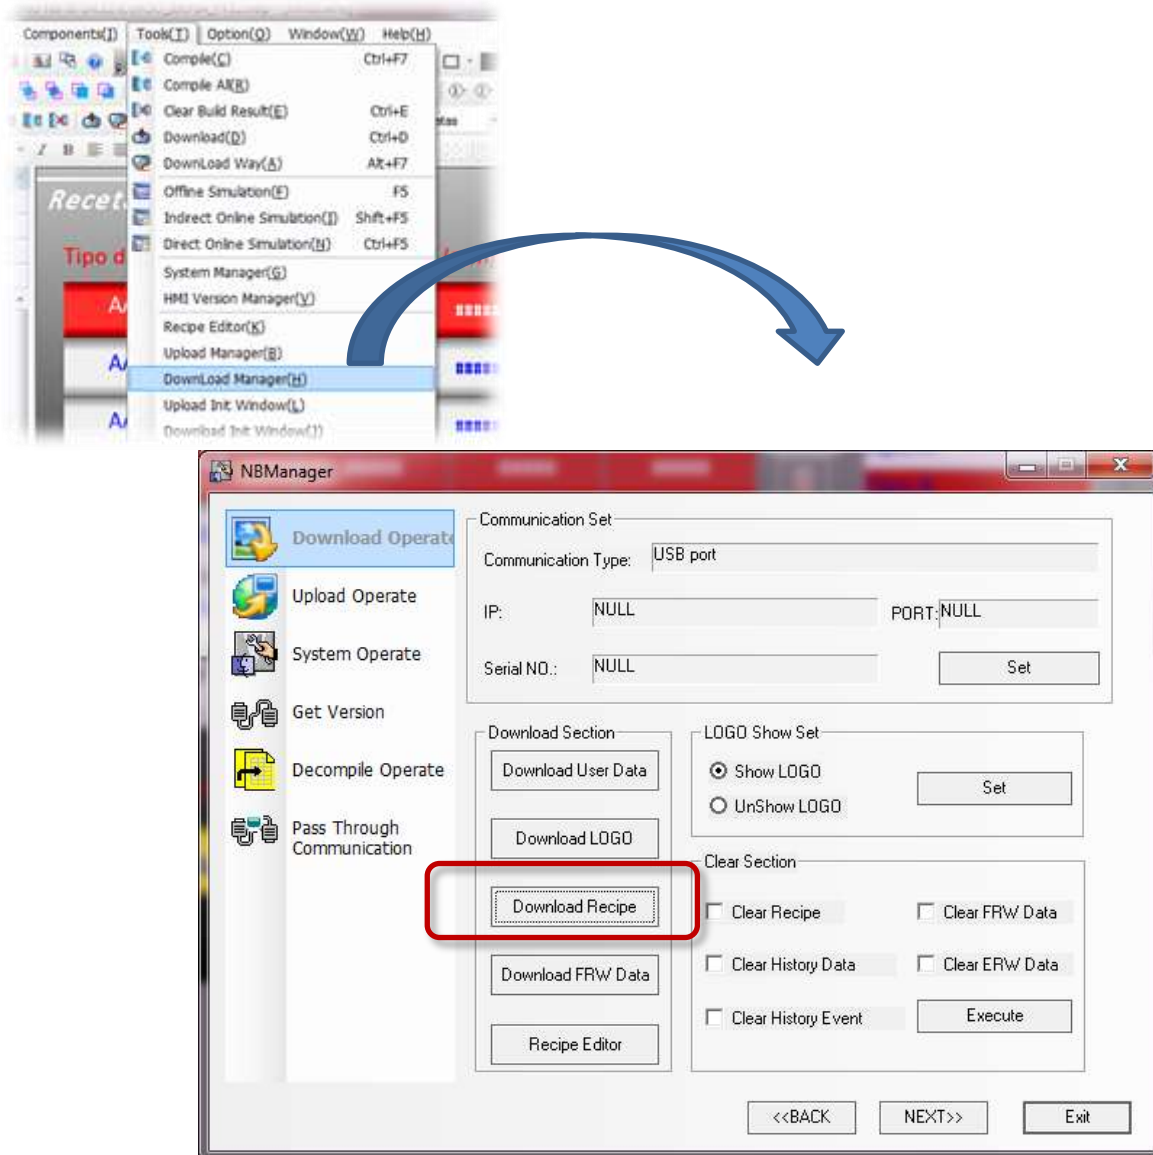 Components(I) Tools(T) Option(O) Window(W) Help(H)
Compile(C) Ctrl+F7
Compile All(R)
Clear Build Result(E) Ctrl+E
Download(D) Ctrl+D
DownLoad Way(A) Alt+F7
Offline Simulation(F) F5
Indirect Online Simulation(I) Shift+F5
Direct Online Simulation(N) Ctrl+F5
System Manager(G)
HMI Version Manager(V)
Recipe Editor(K)
Upload Manager(B)
DownLoad Manager(H)
Upload Init Window(L)
Download Init Window(J)
Recet
Tipo d
A/
A/
A/
NBManager
Download Operate
Upload Operate
System Operate
Get Version
Decompile Operate
Pass Through
Communication
Communication Set
Communication Type: USB port
IP: NULL PORT: NULL
Serial NO.: NULL Set
Download Section
Download User Data
Download LOGO
Download Recipe
Download FRW Data
Recipe Editor
LOGO Show Set
Show LOGO
UnShow LOGO
Set
Clear Section
Clear Recipe Clear FRW Data
Clear History Data Clear ERW Data
Clear History Event Execute
<<BACK NEXT>> Exit